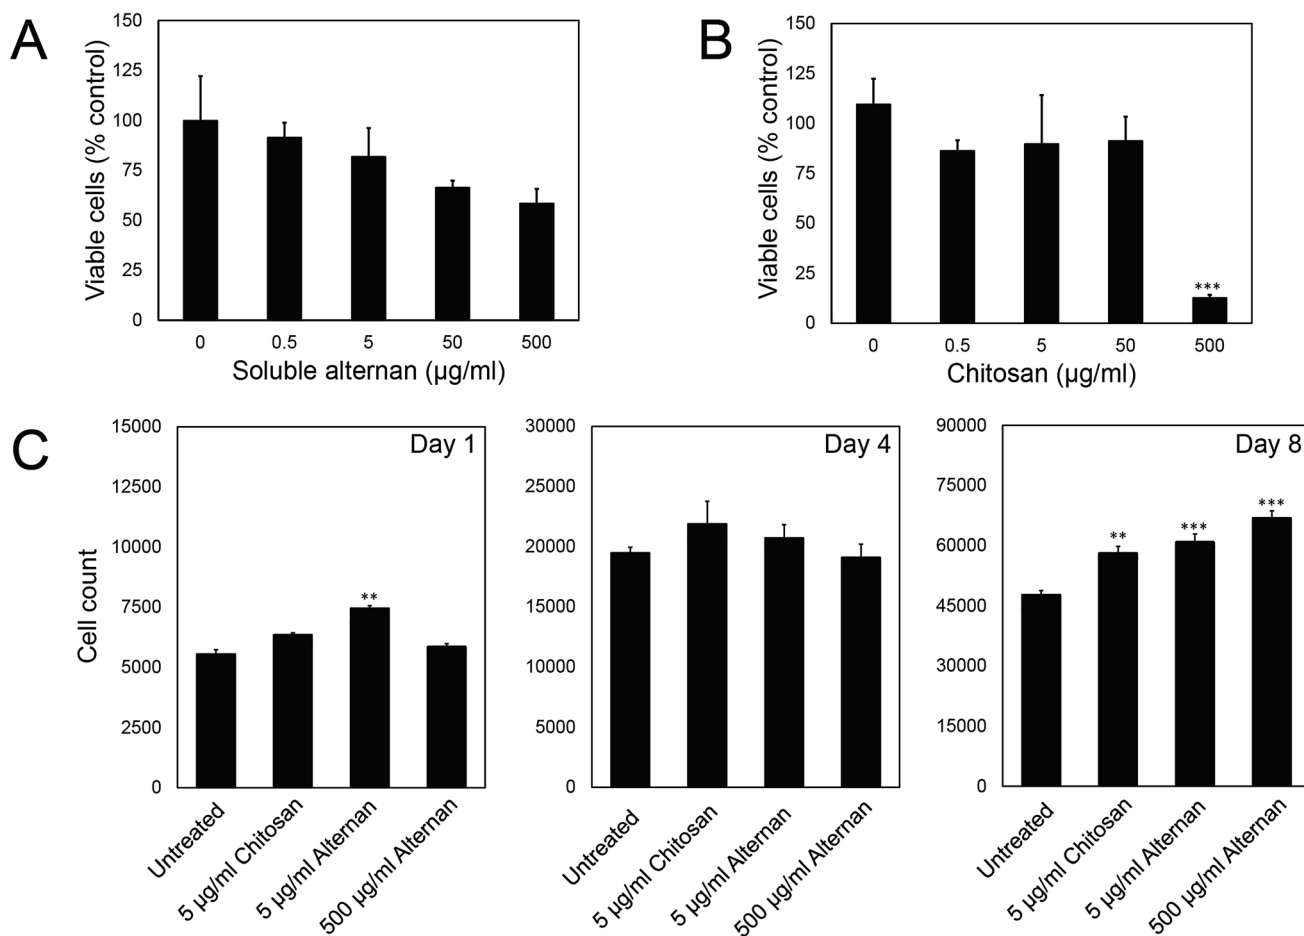 A
150
125
100
75
50
25
0
Viable cells (% control)
0 0.5 5 50 500
Soluble alternan (µg/ml)
B
150
125
100
75
50
25
0
Viable cells (% control)
***
0 0.5 5 50 500
Chitosan (µg/ml)
C
Cell count
15000
12500
10000
7500
5000
2500
0
Day 1
**
Untreated
5 µg/ml Chitosan
5 µg/ml Alternan
500 µg/ml Alternan
30000
25000
20000
15000
10000
5000
0
Day 4
Untreated
5 µg/ml Chitosan
5 µg/ml Alternan
500 µg/ml Alternan
90000
75000
60000
45000
30000
15000
0
Day 8
** *** ***
Untreated
5 µg/ml Chitosan
5 µg/ml Alternan
500 µg/ml Alternan